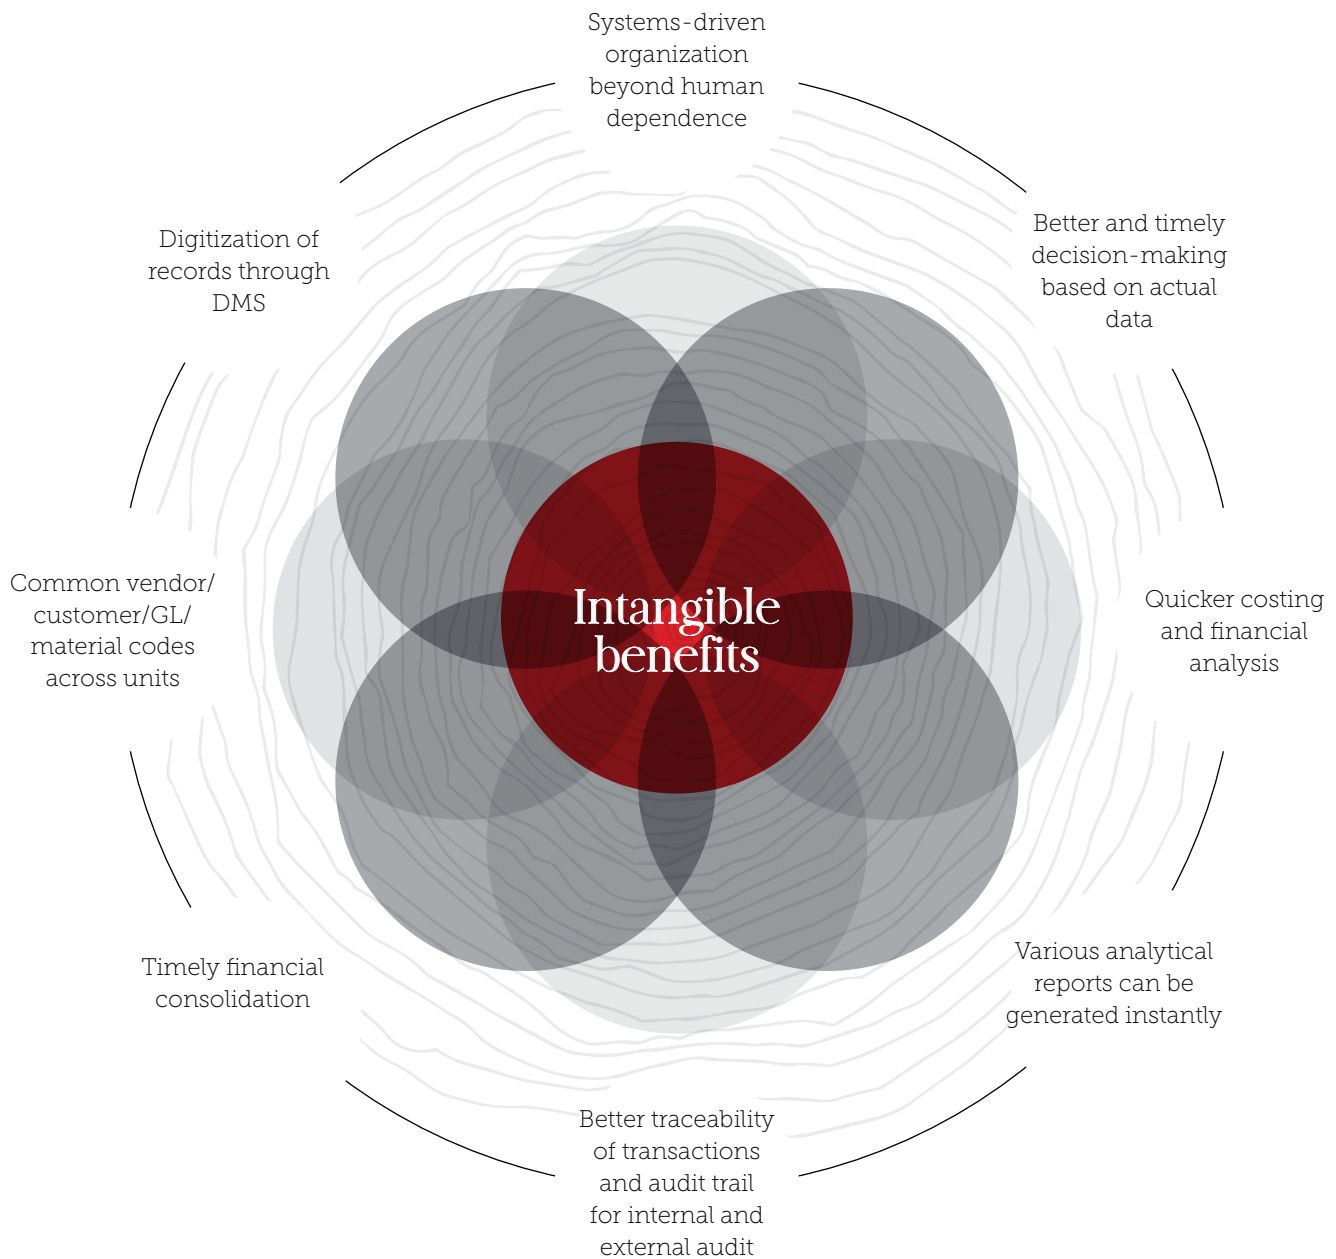 Systems-driven
organization
beyond human
dependence
Better and timely
decision-making
based on actual
data
Quicker costing
and financial
analysis
Various analytical
reports can be
generated instantly
Better traceability
of transactions
and audit trail
for internal and
external audit
Timely financial
consolidation
Common vendor/
customer/GL/
material codes
across units
Digitization of
records through
DMS
Intangible
benefits